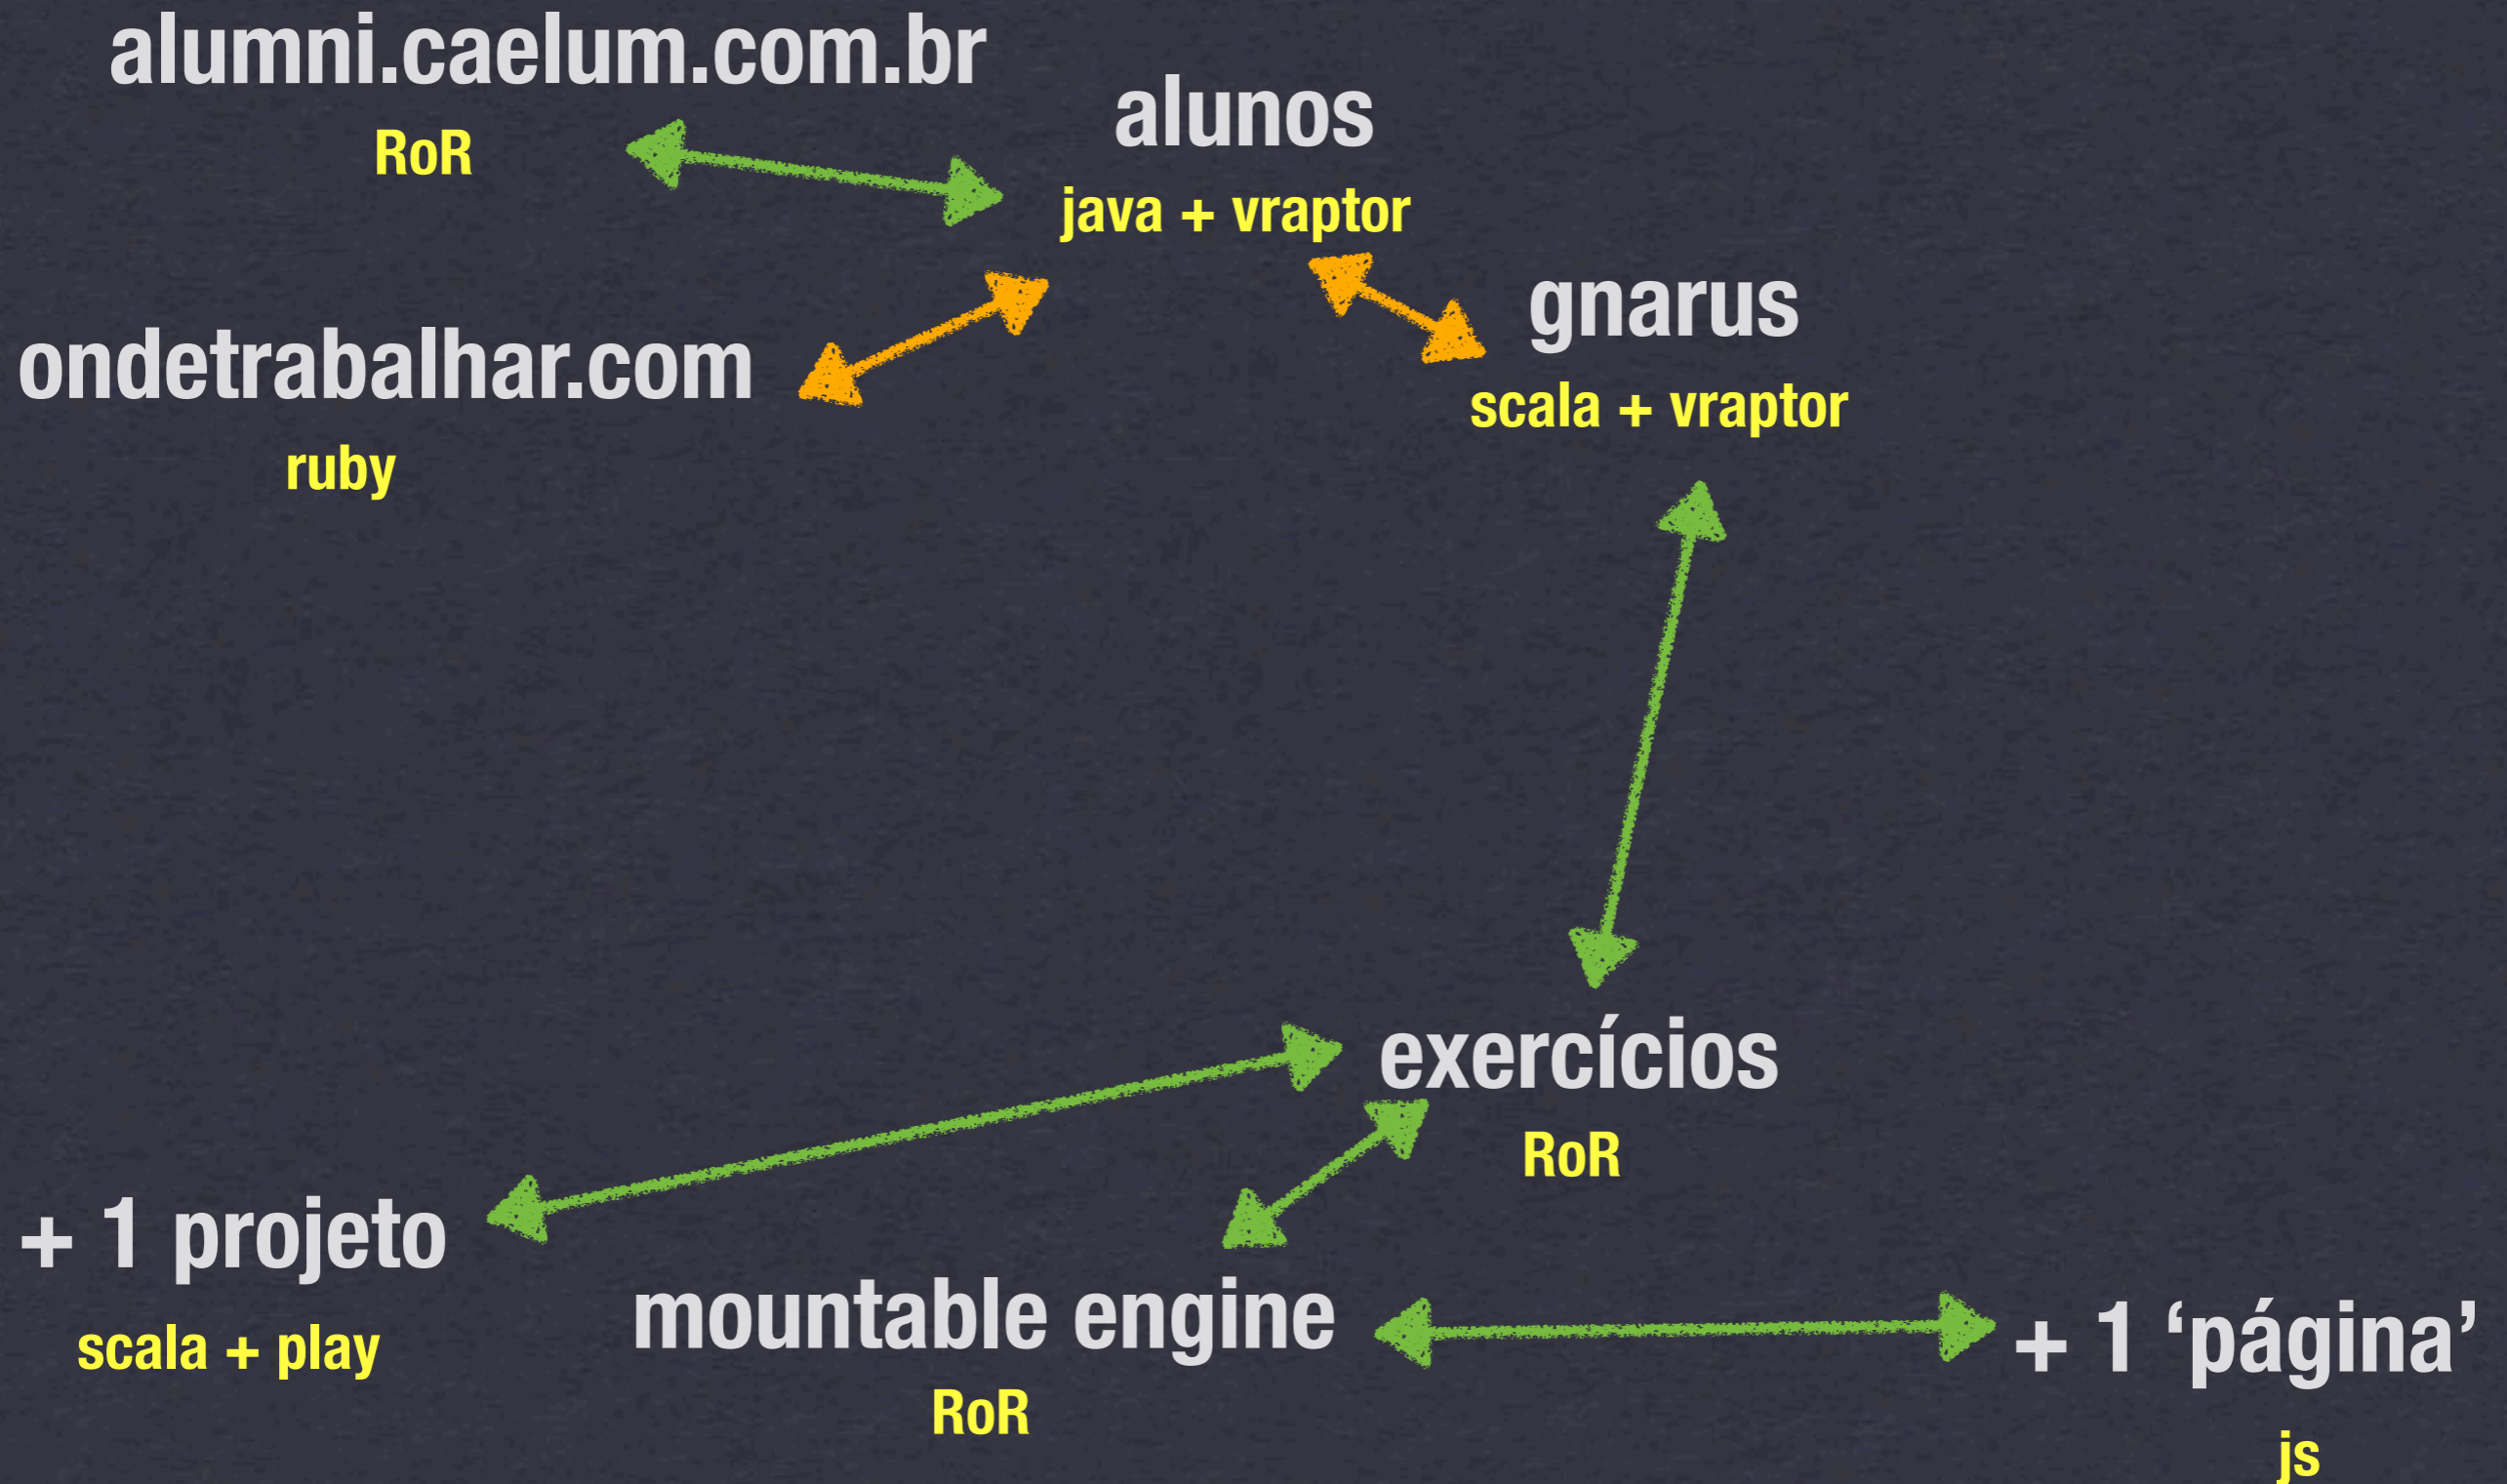 alumni.caelum.com.br
RoR
alunos
java + vraptor
gnarus
scala + vraptor
ondetrabalhar.com
ruby
exercícios
RoR
+ 1 projeto
scala + play
mountable engine
RoR
+ 1 ‘página’
js